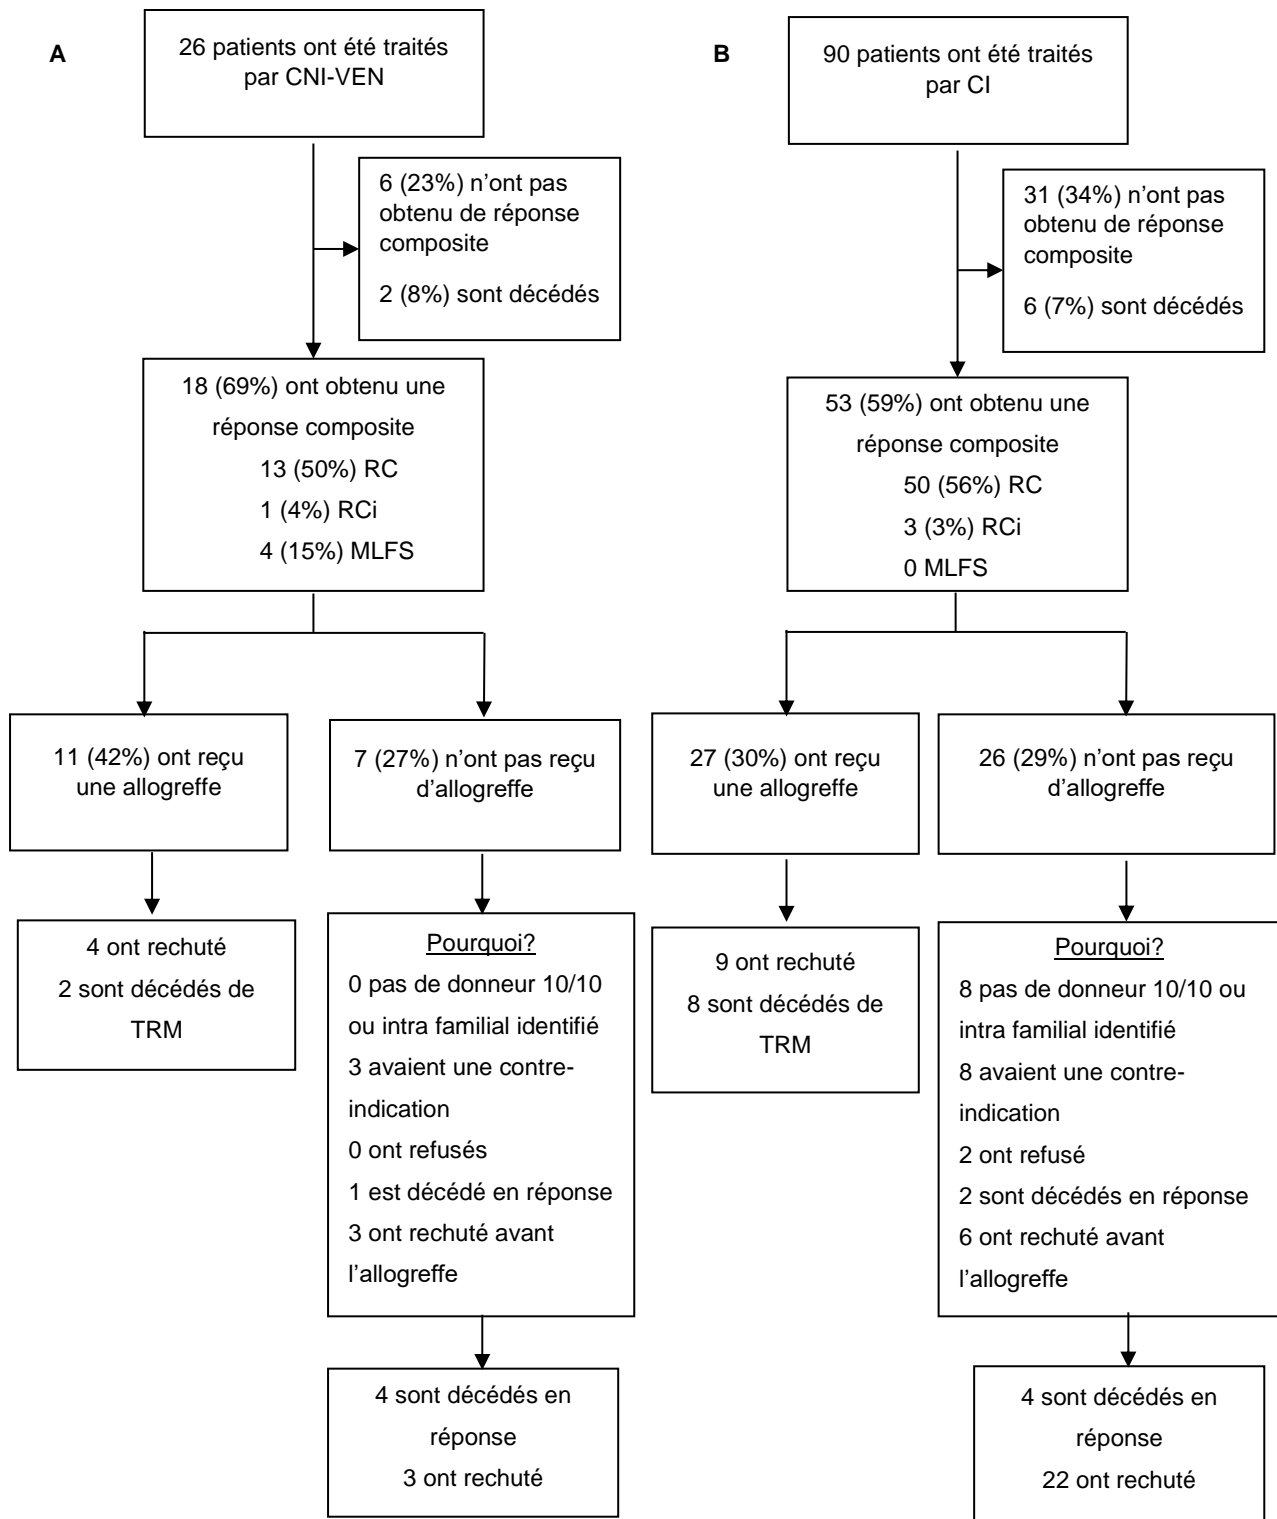 A
26 patients ont été traités
par CNI-VEN
6 (23%) n’ont pas
obtenu de réponse
composite
2 (8%) sont décédés
18 (69%) ont obtenu une
réponse composite
13 (50%) RC
1 (4%) RCi
4 (15%) MLFS
11 (42%) ont reçu
une allogreffe
7 (27%) n’ont pas reçu
d’allogreffe
4 ont rechuté
2 sont décédés de
TRM
Pourquoi?
0 pas de donneur 10/10
ou intra familial identifié
3 avaient une contre-
indication
0 ont refusés
1 est décédé en réponse
3 ont rechuté avant
l’allogreffe
4 sont décédés en
réponse
3 ont rechuté
B
90 patients ont été traités
par CI
31 (34%) n’ont pas
obtenu de réponse
composite
6 (7%) sont décédés
53 (59%) ont obtenu une
réponse composite
50 (56%) RC
3 (3%) RCi
0 MLFS
27 (30%) ont reçu
une allogreffe
26 (29%) n’ont pas reçu
d’allogreffe
9 ont rechuté
8 sont décédés de
TRM
Pourquoi?
8 pas de donneur 10/10 ou
intra familial identifié
8 avaient une contre-
indication
2 ont refusé
2 sont décédés en réponse
6 ont rechuté avant
l’allogreffe
4 sont décédés en
réponse
22 ont rechuté